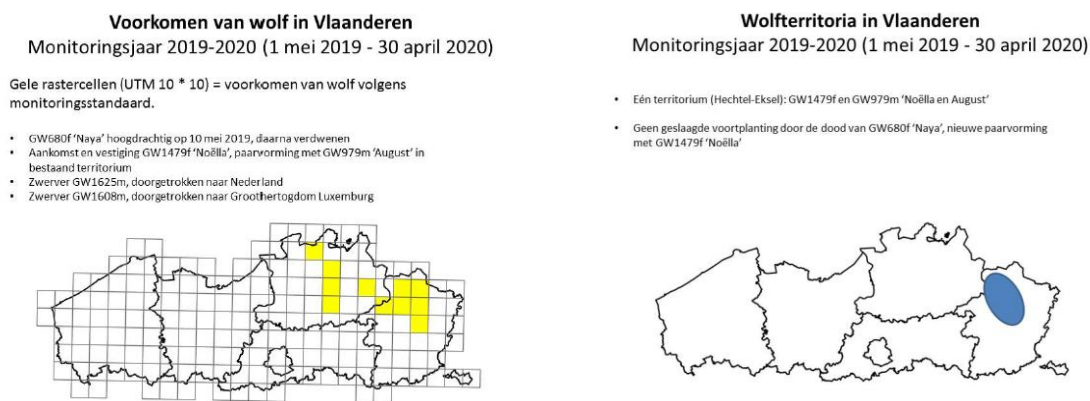 Voorkomen van wolf in Vlaanderen
Monitoringsjaar 2019-2020 (1 mei 2019 - 30 april 2020)
Gele rastercellen (UTM 10 * 10) = voorkomen van wolf volgens
monitoringsstandaard.
• GW680f ‘Naya’ hoogdrachtig op 10 mei 2019, daarna verdwenen
• Aankomst en vestiging GW1479f ‘Noëlla’, paarvorming met GW979m ‘August’ in
bestaand territorium
• Zwerver GW1625m, doorgetrokken naar Nederland
• Zwerver GW1608m, doorgetrokken naar Groothertogdom Luxemburg
Wolfterritoria in Vlaanderen
Monitoringsjaar 2019-2020 (1 mei 2019 - 30 april 2020)
• Eén territorium (Hechtel-Eksel): GW1479f en GW979m ‘Noëlla en August’
• Geen geslaagde voortplanting door de dood van GW680f ‘Naya’, nieuwe paarvorming
met GW1479f ‘Noëlla’